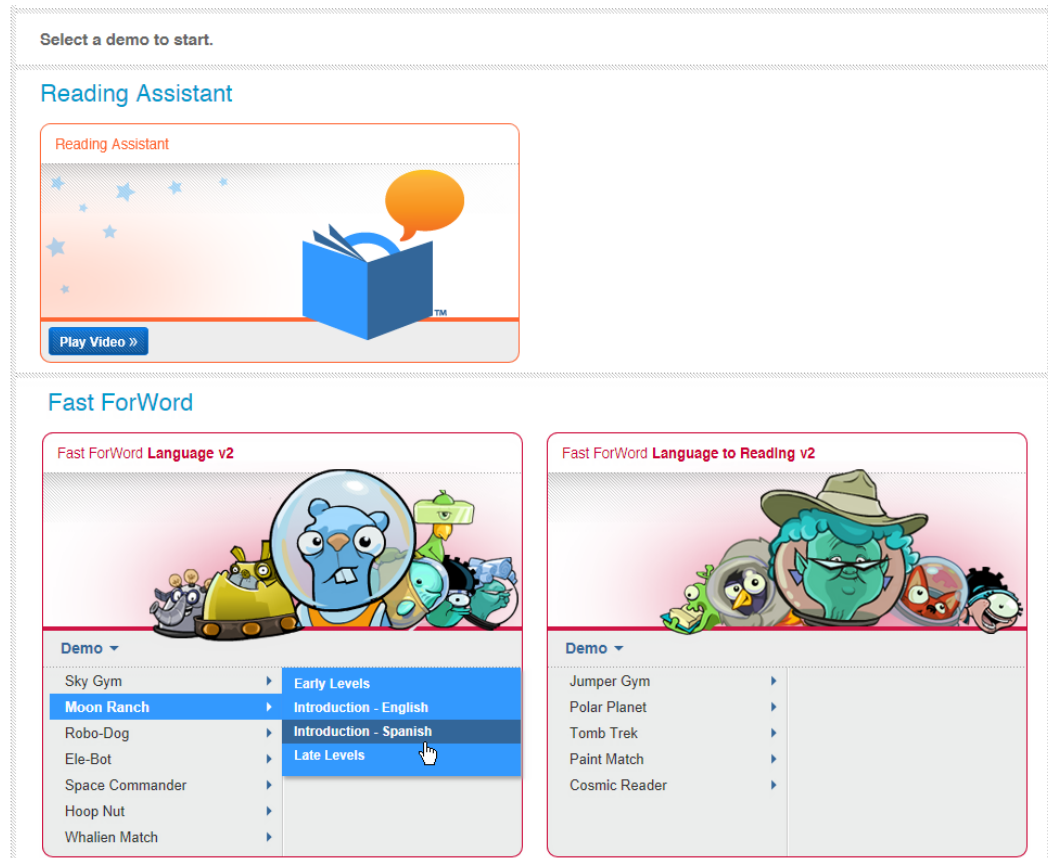 Select a demo to start.
Reading Assistant
Reading Assistant
TM
Play Video »
Fast ForWord
Fast ForWord Language v2
Demo
Sky Gym
Moon Ranch
Robo-Dog
Ele-Bot
Space Commander
Hoop Nut
Whalien Match
Early Levels
Introduction - English
Introduction - Spanish
Late Levels
Fast ForWord Language to Reading v2
Demo
Jumper Gym
Polar Planet
Tomb Trek
Paint Match
Cosmic Reader